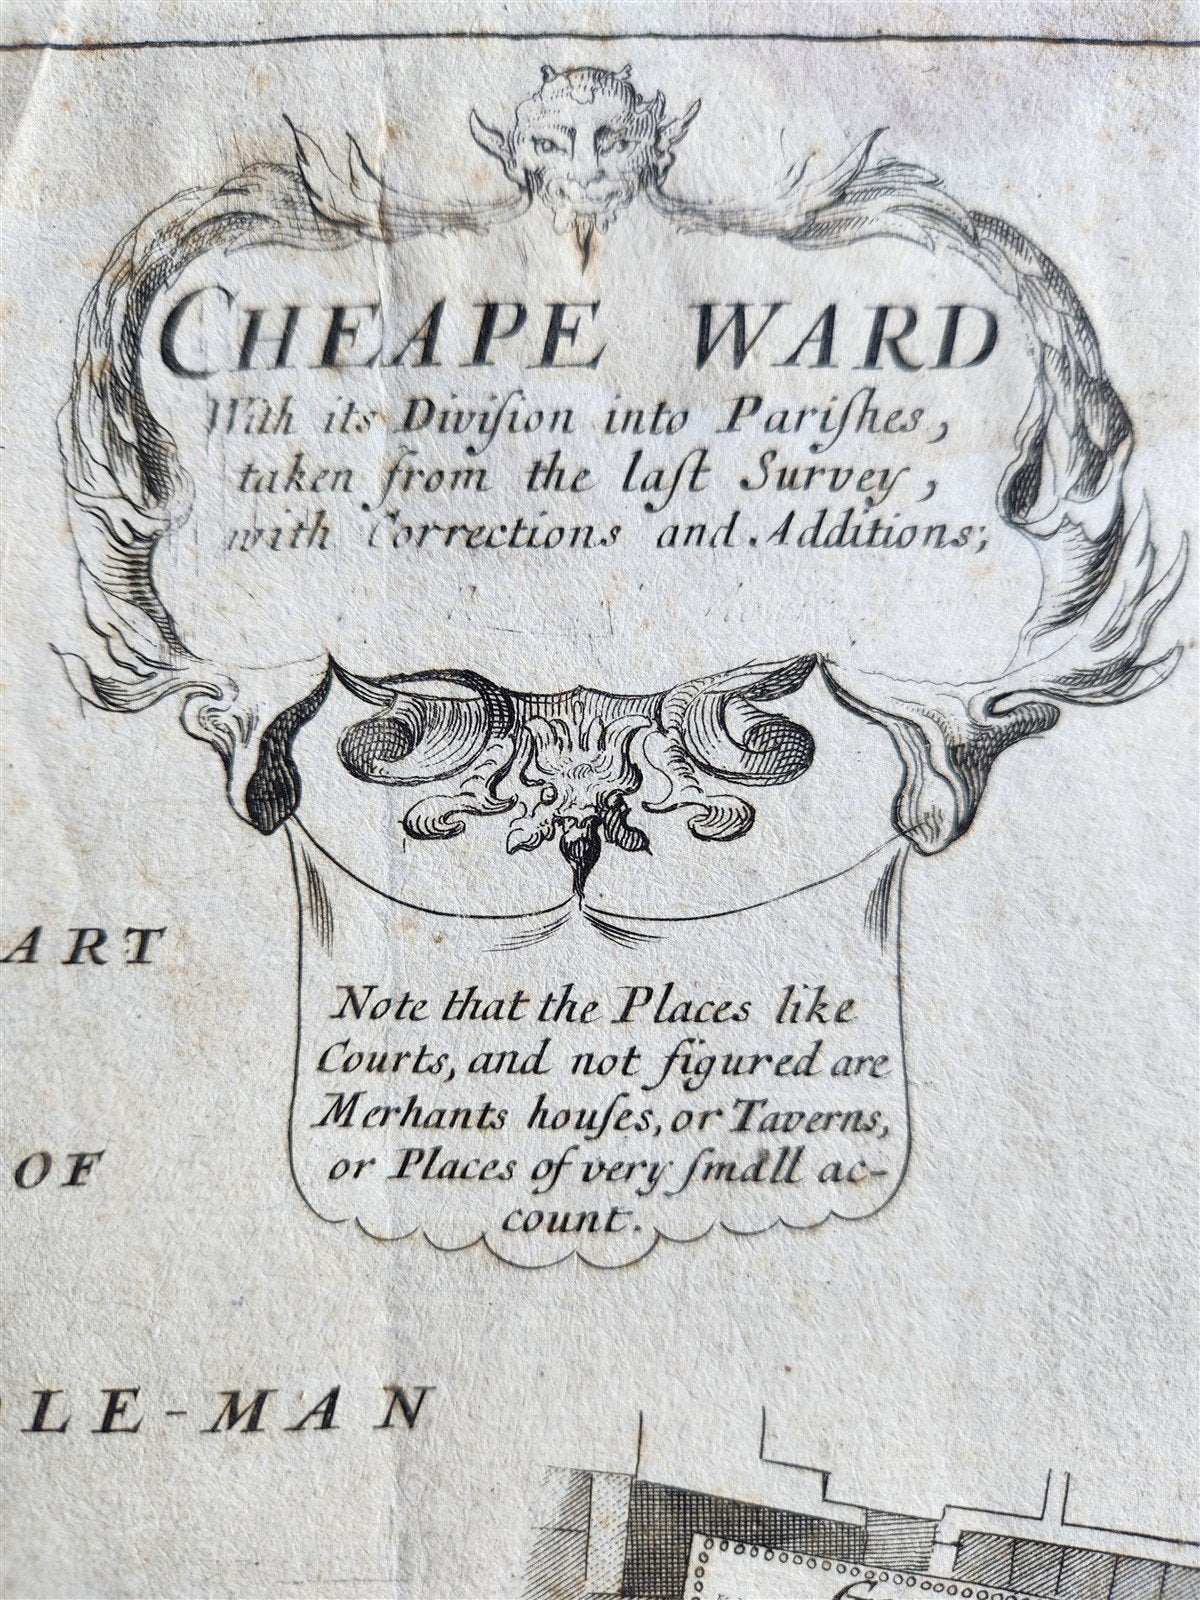 CHEAPE WARD
With its Diviſion into Pariſhes,
taken from the laſt Survey,
with Corrections and Additions;
ART
Note that the Places like
Courts, and not figured are
Merhants houſes, or Taverns,
or Places of very ſmall ac-
count.
OF
LE-MAN